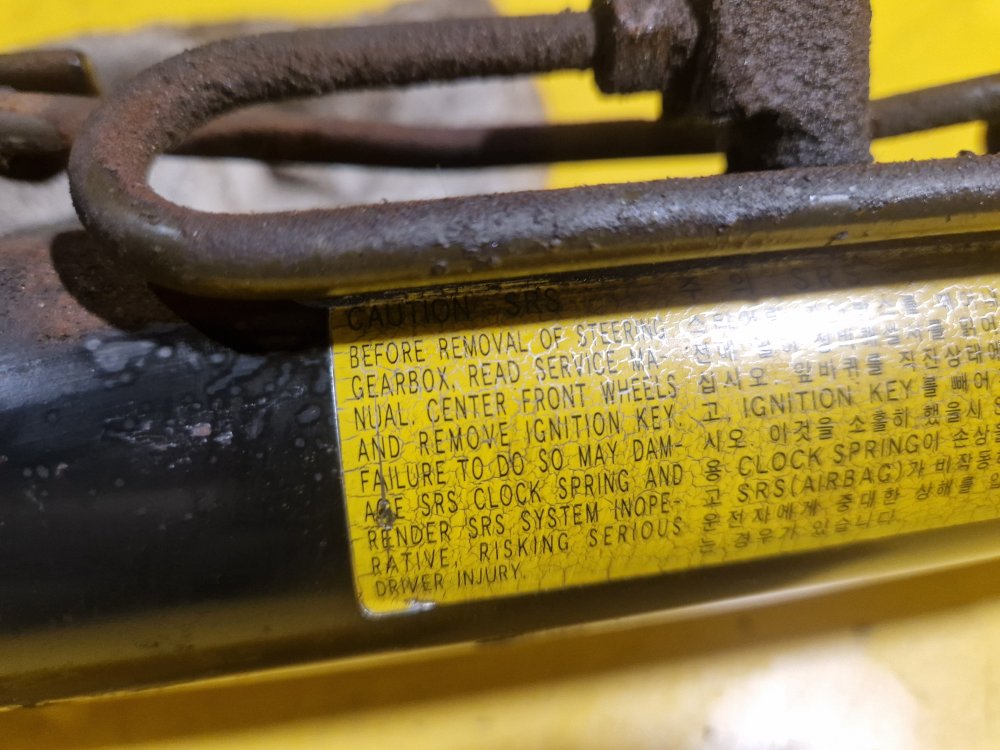 CAUTION SRS
BEFORE REMOVAL OF STEERING
GEARBOX, READ SERVICE MA-
NUAL, CENTER FRONT WHEELS
AND REMOVE IGNITION KEY.
FAILURE TO DO SO MAY DAM-
AGE SRS CLOCK SPRING AND
RENDER SRS SYSTEM INOPE-
RATIVE, RISKING SERIOUS
DRIVER INJURY.
주의 SRS
십시오. 앞바퀴를 직진상태에
고, IGNITION KEY를 빼어
시오. 이것을 소홀히 했을시 S
용 CLOCK SPRING이 손상
고 SRS(AIRBAG)가 비작동
운전자에게 중대한 상해를 입
는 경우가 있습니다.